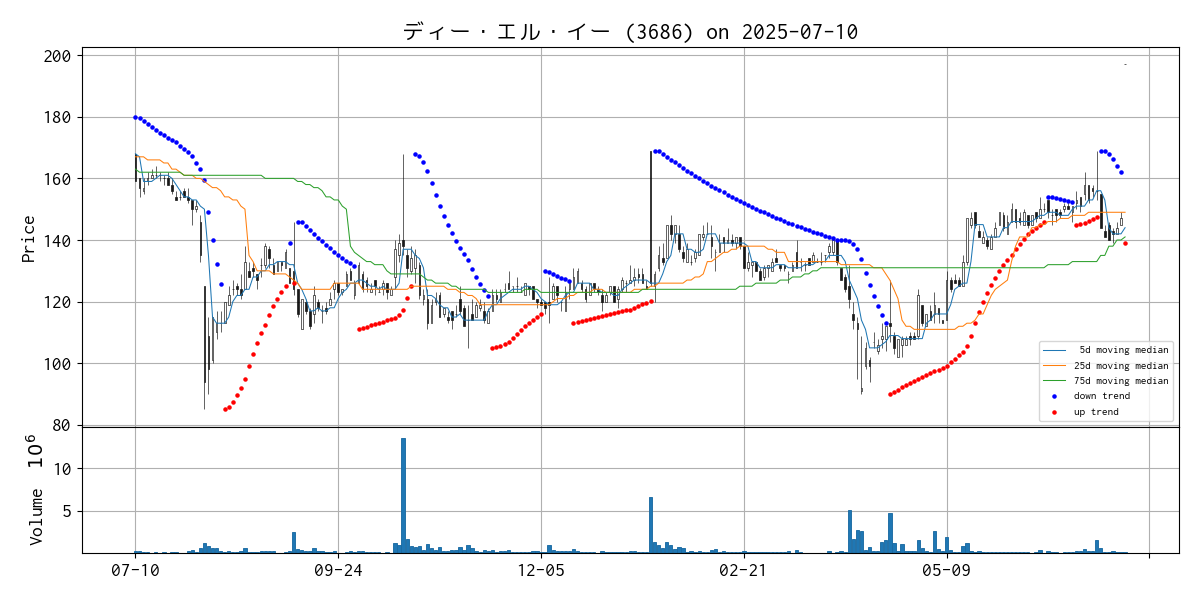 ディー・エル・イー (3686) on 2025-07-10
200
180
160
140
120
100
80
Price
5d moving median
25d moving median
75d moving median
down trend
up trend
10
5
Volume 10^6
07-10
09-24
12-05
02-21
05-09